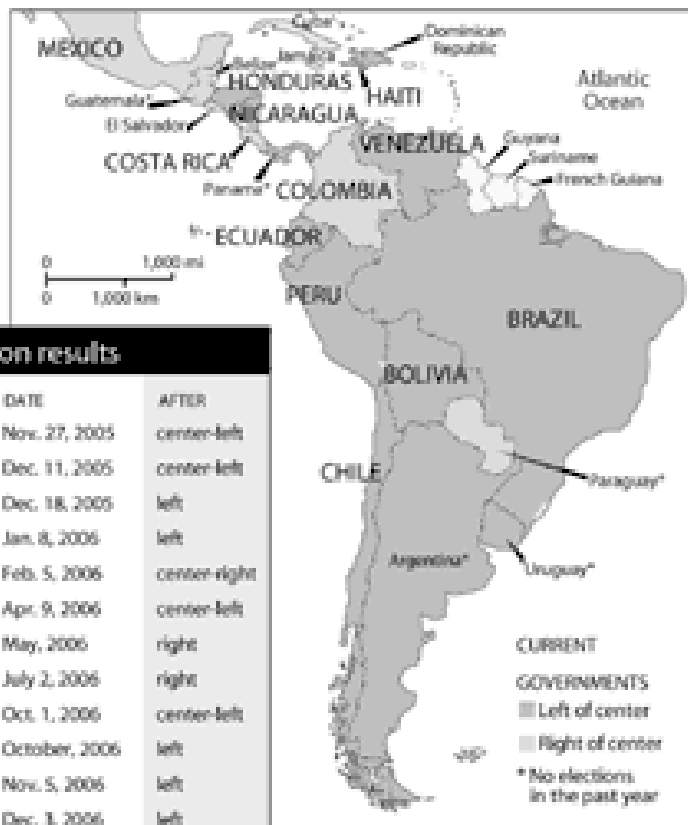 Cuba
Dominican
Republic
MEXICO
Belize
Jamaica
HONDURAS
HAITI
Atlantic
Ocean
Guatemala*
NICARAGUA
El Salvador
VENEZUELA
Guyana
Suriname
French Guiana
COSTA RICA
Panama*
COLOMBIA
ECUADOR
0 1,000 mi
0 1,000 km
PERU
BRAZIL
BOLIVIA
CHILE
Paraguay*
Argentina*
Uruguay*
on results
DATE AFTER
Nov. 27, 2005 center-left
Dec. 11, 2005 center-left
Dec. 18, 2005 left
Jan. 8, 2006 left
Feb. 5, 2006 center-right
Apr. 9, 2006 center-left
May, 2006 right
July 2, 2006 right
Oct. 1, 2006 center-left
October, 2006 left
Nov. 5, 2006 left
Dec. 3, 2006 left
CURRENT
GOVERNMENTS
Left of center
Right of center
* No elections
in the past year